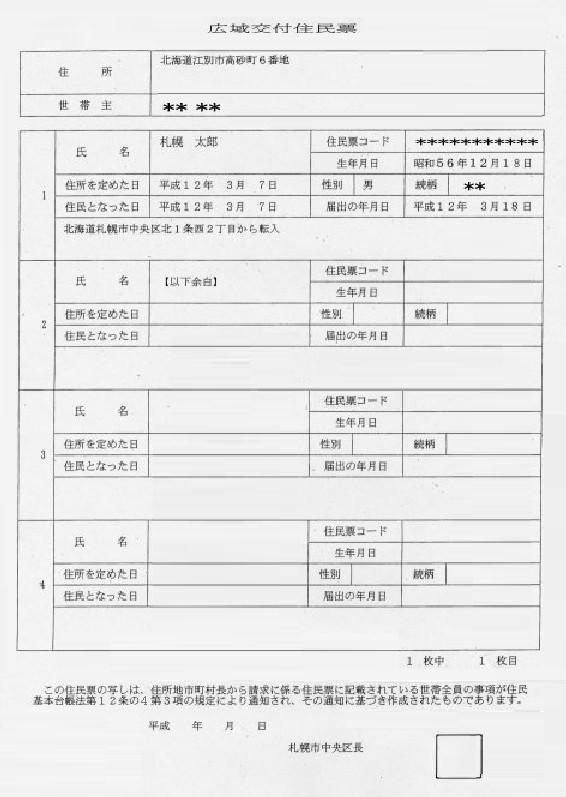 広域交付住民票
住　所　北海道江別市高砂町６番地
世帯主　** **
1
氏　名　札幌　太郎　住民票コード　***********
生年月日　昭和５６年１２月１８日
住所を定めた日　平成１２年　３月　７日　性別　男　続柄　**
住民となった日　平成１２年　３月　７日　届出の年月日　平成１２年　３月１８日
北海道札幌市中央区北１条西２丁目から転入
2
氏　名　【以下余白】　住民票コード
生年月日
住所を定めた日　性別　続柄
住民となった日　届出の年月日
3
氏　名　住民票コード
生年月日
住所を定めた日　性別　続柄
住民となった日　届出の年月日
4
氏　名　住民票コード
生年月日
住所を定めた日　性別　続柄
住民となった日　届出の年月日
１　枚中　　１　枚目
この住民票の写しは、住所地市町村長から請求に係る住民票に記載されている世帯全員の事項が住民
基本台帳法第１２条の４第３項の規定により通知され、その通知に基づき作成されたものであります。
平成　　年　　月　　日
札幌市中央区長